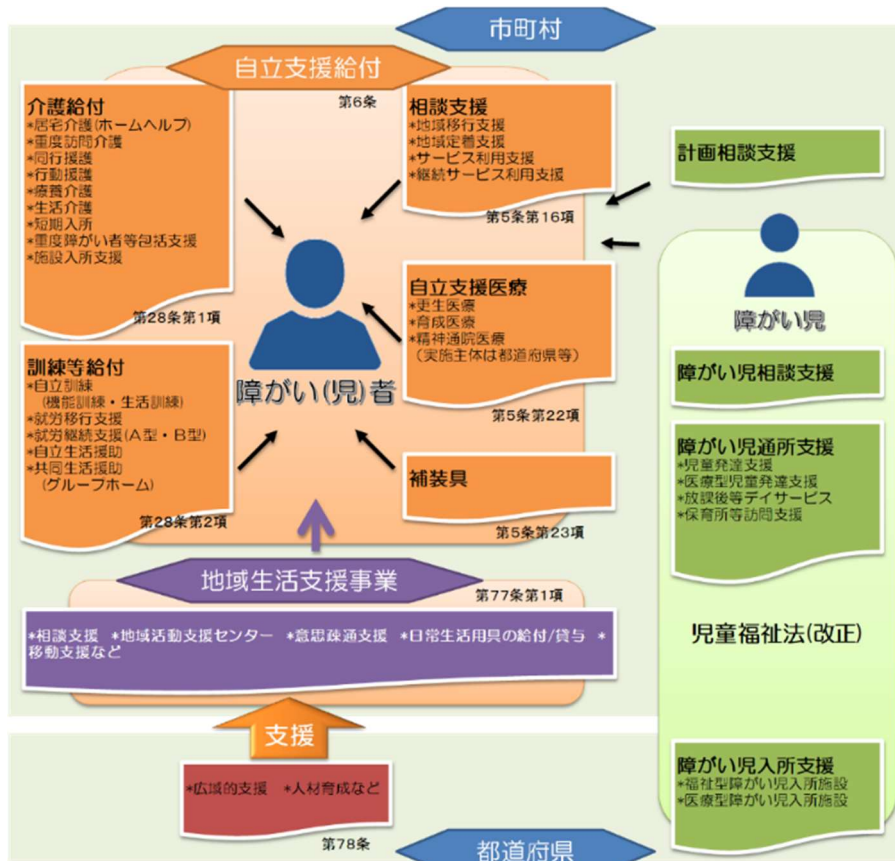 市町村
自立支援給付
第6条
介護給付
*居宅介護(ホームヘルプ)
*重度訪問介護
*同行援護
*行動援護
*療養介護
*生活介護
*短期入所
*重度障がい者等包括支援
*施設入所支援
第28条第1項
相談支援
*地域移行支援
*地域定着支援
*サービス利用支援
*継続サービス利用支援
第5条第16項
自立支援医療
*更生医療
*育成医療
*精神通院医療
(実施主体は都道府県等)
第5条第22項
障がい(児)者
訓練等給付
*自立訓練
(機能訓練・生活訓練)
*就労移行支援
*就労継続支援(A型・B型)
*自立生活援助
*共同生活援助
(グループホーム)
第28条第2項
補装具
第5条第23項
地域生活支援事業
第77条第1項
*相談支援 *地域活動支援センター *意思疎通支援 *日常生活用具の給付/貸与 *
移動支援など
支援
*広域的支援 *人材育成など
第78条
都道府県
計画相談支援
障がい児
障がい児相談支援
障がい児通所支援
*児童発達支援
*医療型児童発達支援
*放課後等デイサービス
*保育所等訪問支援
児童福祉法(改正)
障がい児入所支援
*福祉型障がい児入所施設
*医療型障がい児入所施設